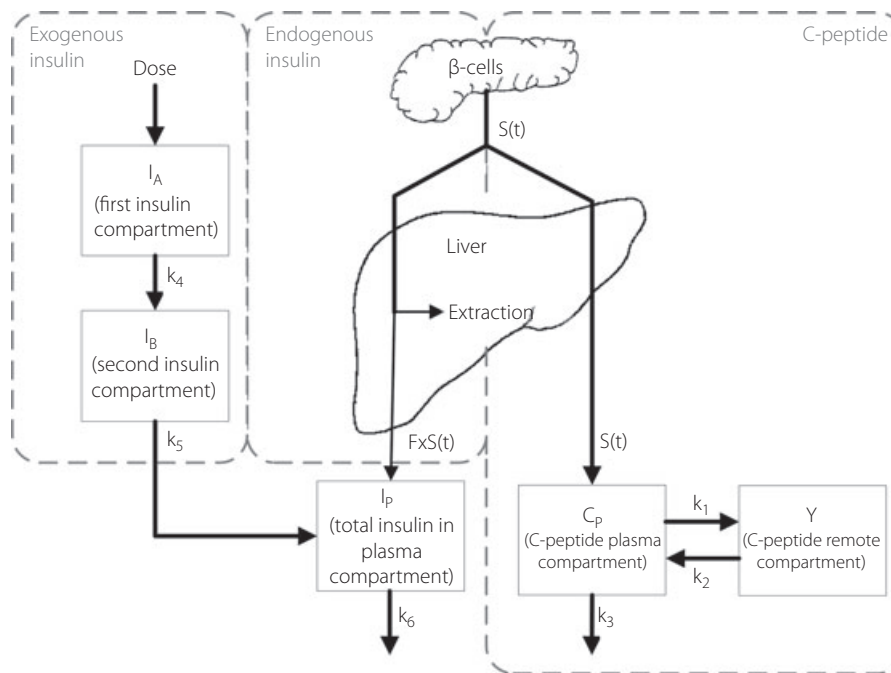 Exogenous
insulin
Dose
I_A
(first insulin
compartment)
k_4
I_B
(second insulin
compartment)
k_5
Endogenous
insulin
β-cells
S(t)
Liver
Extraction
FxS(t)
I_P
(total insulin in
plasma
compartment)
k_6
C-peptide
S(t)
C_P
(C-peptide plasma
compartment)
k_1
k_2
k_3
Y
(C-peptide remote
compartment)